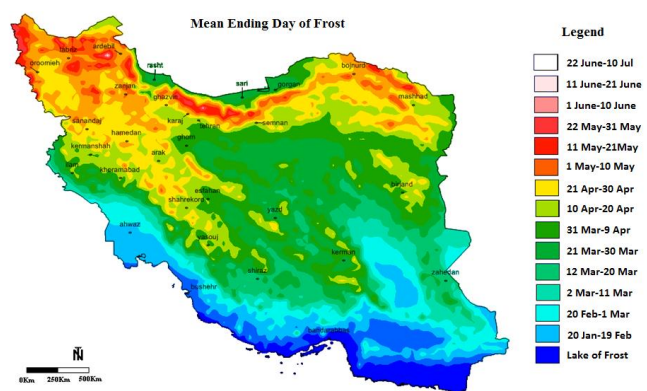 Mean Ending Day of Frost
Legend
22 June-10 Jul
11 June-21 June
1 June-10 June
22 May-31 May
11 May-21May
1 May-10 May
21 Apr-30 Apr
10 Apr-20 Apr
31 Mar-9 Apr
21 Mar-30 Mar
12 Mar-20 Mar
2 Mar-11 Mar
20 Feb-1 Mar
20 Jan-19 Feb
Lake of Frost
ardebil
tabriz
oroomieh
rasht
zanjan
ghazvin
sari
gorgan
bojnurd
mashhad
karaj
tehran
semnan
sanandaj
hamedan
ghom
kermanshah
arak
ilam
khoramabad
esfahan
shahrekord
birjand
yazd
ahwaz
yasouj
kerman
shiraz
zahedan
bushehr
N
0Km 250Km 500Km